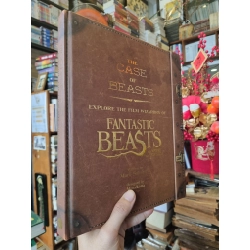 THE
CASE
OF
BEASTS
EXPLORE THE FILM WIZARDRY OF
FANTASTIC
BEASTS